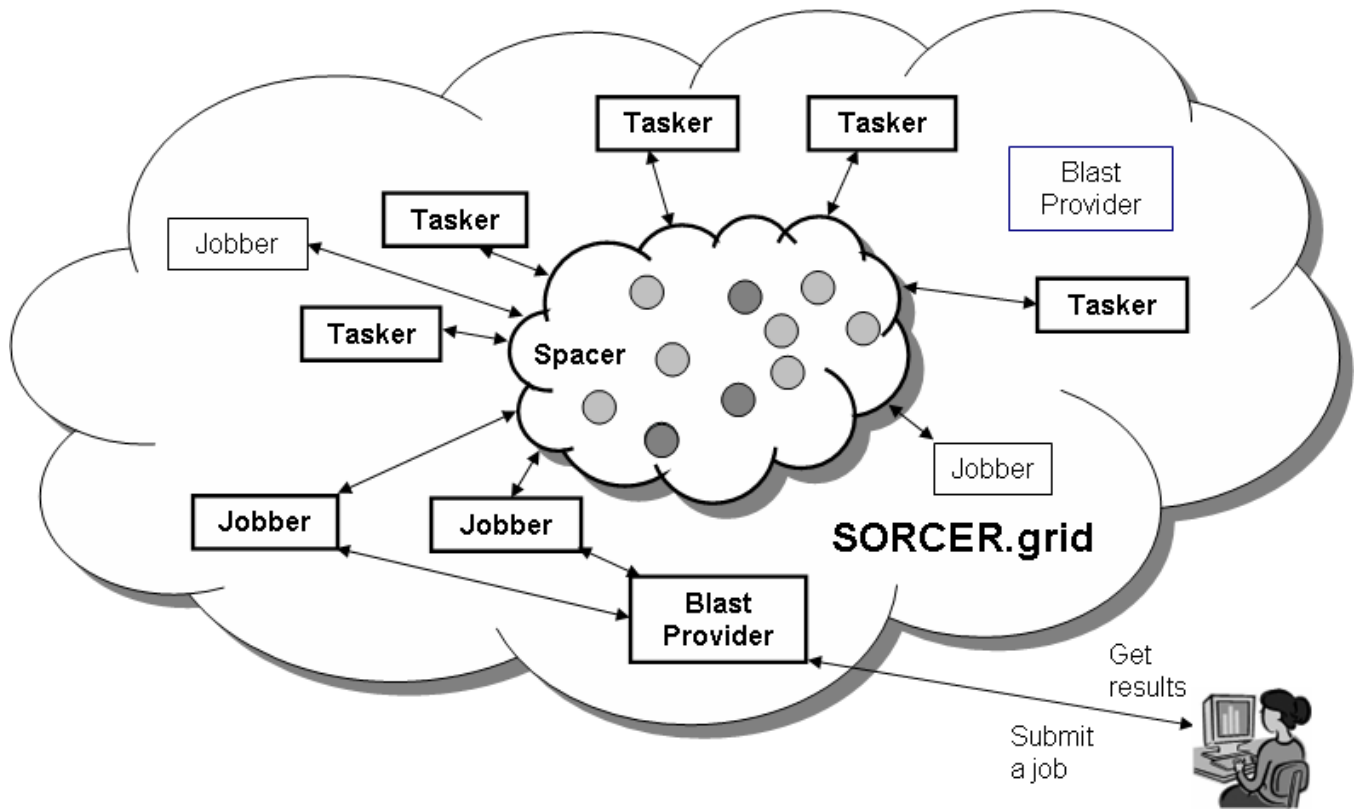 Tasker
Tasker
Blast
Provider
Tasker
Jobber
Tasker
Tasker
Spacer
Jobber
Jobber
Jobber
SORCER.grid
Blast
Provider
Get
results
Submit
a job